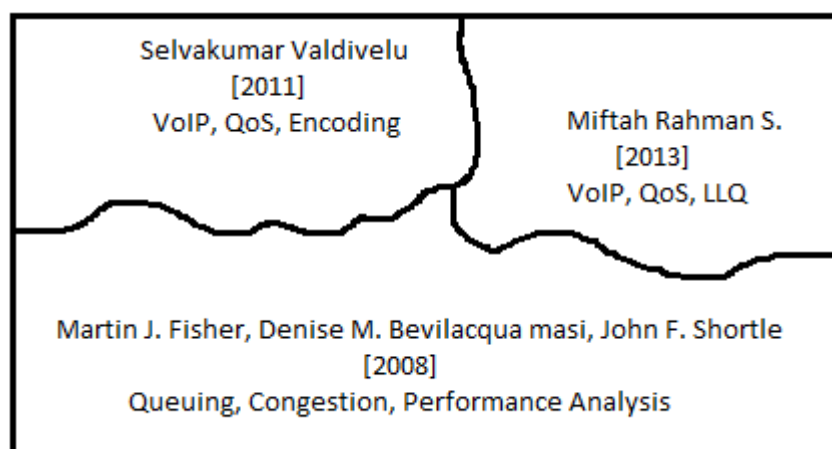 Selvakumar Valdivelu
[2011]
VoIP, QoS, Encoding
Miftah Rahman S.
[2013]
VoIP, QoS, LLQ
Martin J. Fisher, Denise M. Bevilacqua masi, John F. Shortle
[2008]
Queuing, Congestion, Performance Analysis